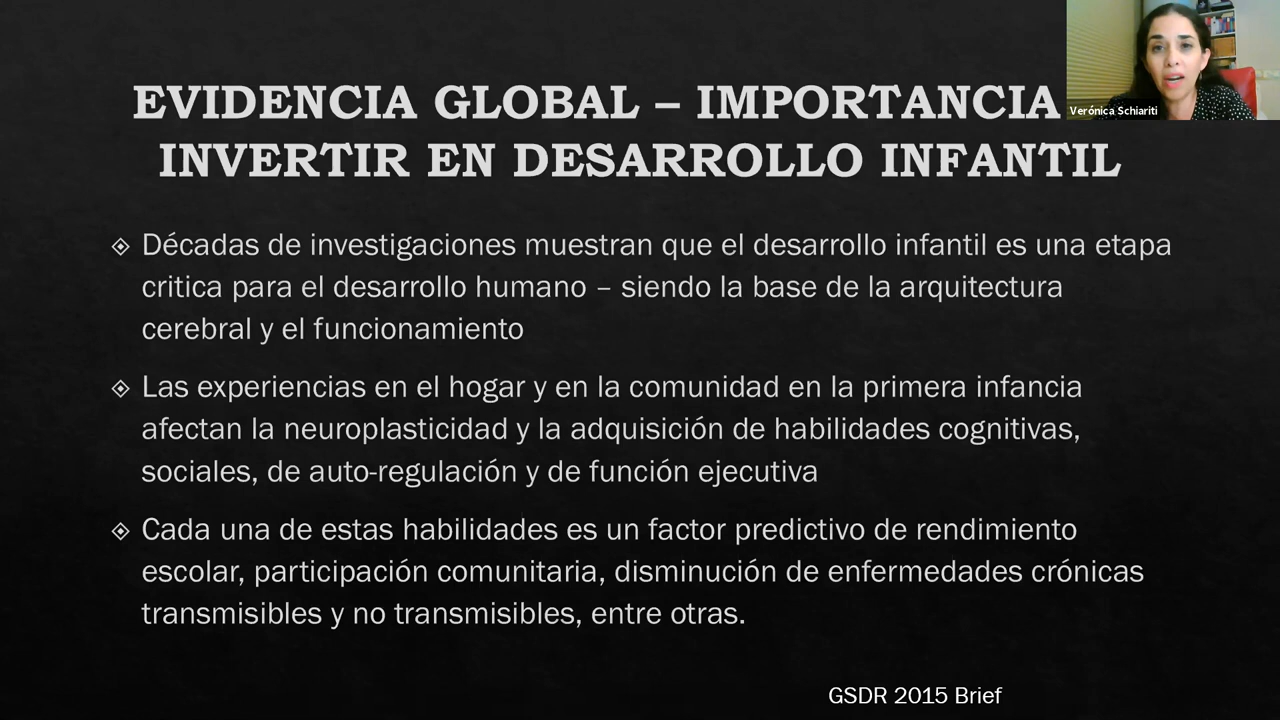 EVIDENCIA GLOBAL – IMPORTANCIA
INVERTIR EN DESARROLLO INFANTIL
Verónica Schiariti
Décadas de investigaciones muestran que el desarrollo infantil es una etapa
critica para el desarrollo humano – siendo la base de la arquitectura
cerebral y el funcionamiento
Las experiencias en el hogar y en la comunidad en la primera infancia
afectan la neuroplasticidad y la adquisición de habilidades cognitivas,
sociales, de auto-regulación y de función ejecutiva
Cada una de estas habilidades es un factor predictivo de rendimiento
escolar, participación comunitaria, disminución de enfermedades crónicas
transmisibles y no transmisibles, entre otras.
GSDR 2015 Brief